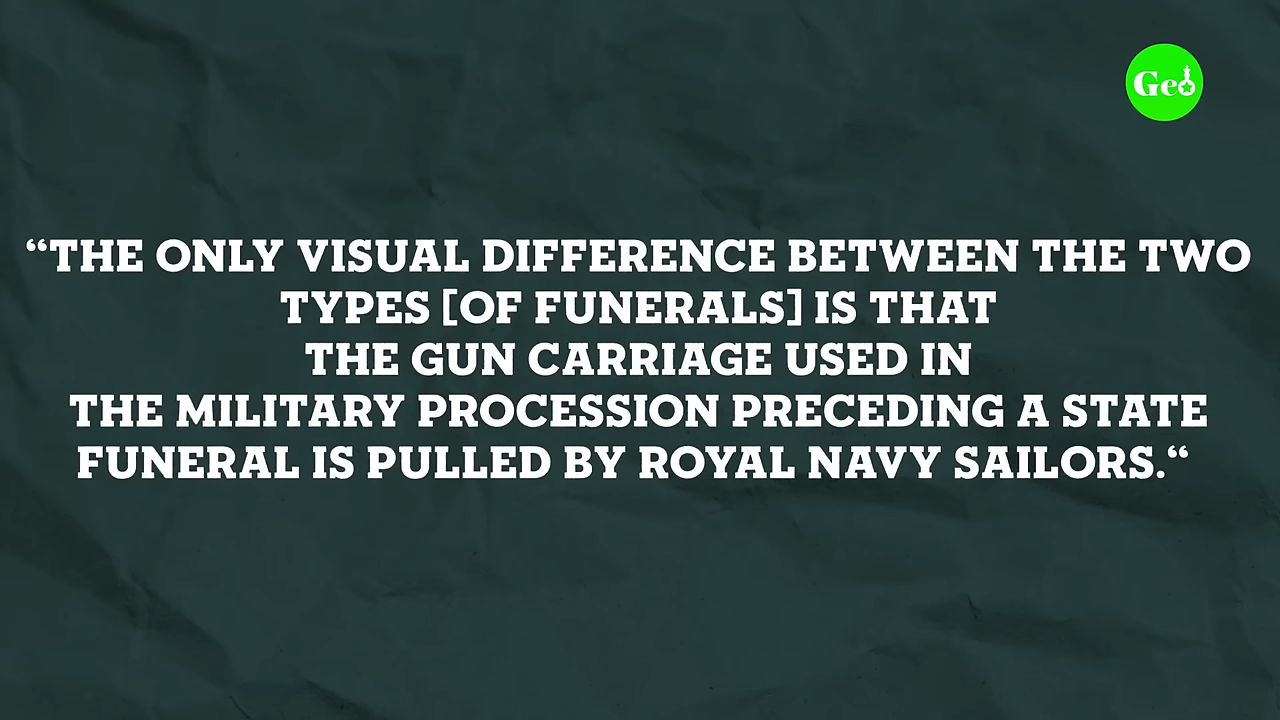 Geo
“THE ONLY VISUAL DIFFERENCE BETWEEN THE TWO
TYPES [OF FUNERALS] IS THAT
THE GUN CARRIAGE USED IN
THE MILITARY PROCESSION PRECEDING A STATE
FUNERAL IS PULLED BY ROYAL NAVY SAILORS.“